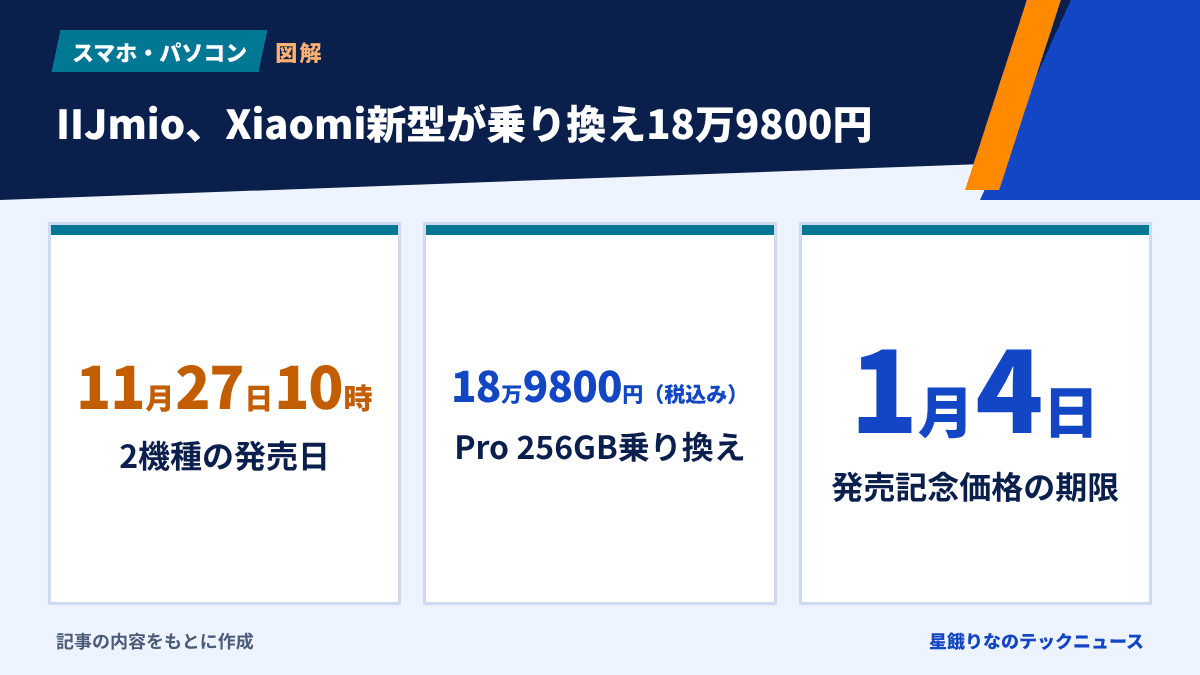 スマホ・パソコン 図解
IIJmio、Xiaomi新型が乗り換え18万9800円
11月27日10時
2機種の発売日
18万9800円（税込み）
Pro 256GB乗り換え
1月4日
発売記念価格の期限
記事の内容をもとに作成
星餓りなのテックニュース